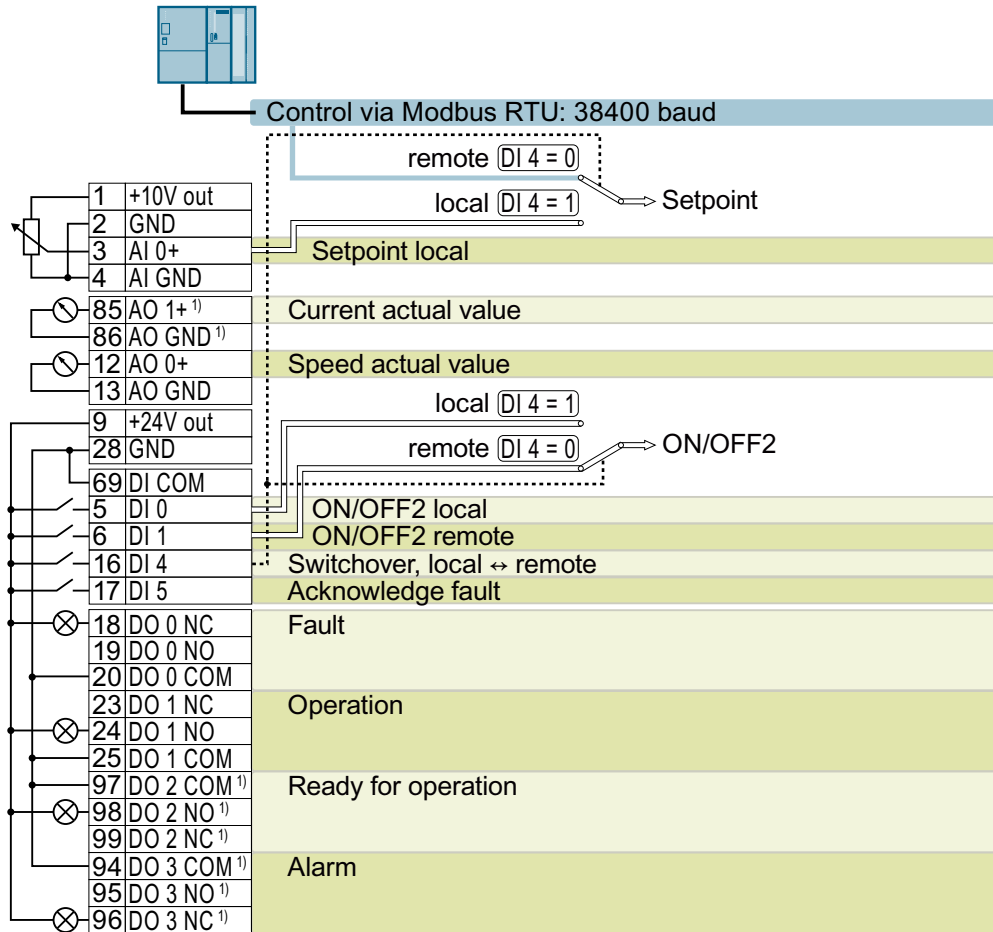 Control via Modbus RTU: 38400 baud
remote DI 4 = 0
Setpoint
local DI 4 = 1
1 +10V out
2 GND
3 AI 0+ Setpoint local
4 AI GND
85 AO 1+ 1) Current actual value
86 AO GND 1)
12 AO 0+ Speed actual value
13 AO GND
local DI 4 = 1
9 +24V out
28 GND
remote DI 4 = 0
ON/OFF2
69 DI COM
5 DI 0 ON/OFF2 local
6 DI 1 ON/OFF2 remote
16 DI 4 Switchover, local ↔ remote
17 DI 5 Acknowledge fault
18 DO 0 NC Fault
19 DO 0 NO
20 DO 0 COM
23 DO 1 NC Operation
24 DO 1 NO
25 DO 1 COM
97 DO 2 COM 1) Ready for operation
98 DO 2 NO 1)
99 DO 2 NC 1)
94 DO 3 COM 1) Alarm
95 DO 3 NO 1)
96 DO 3 NC 1)